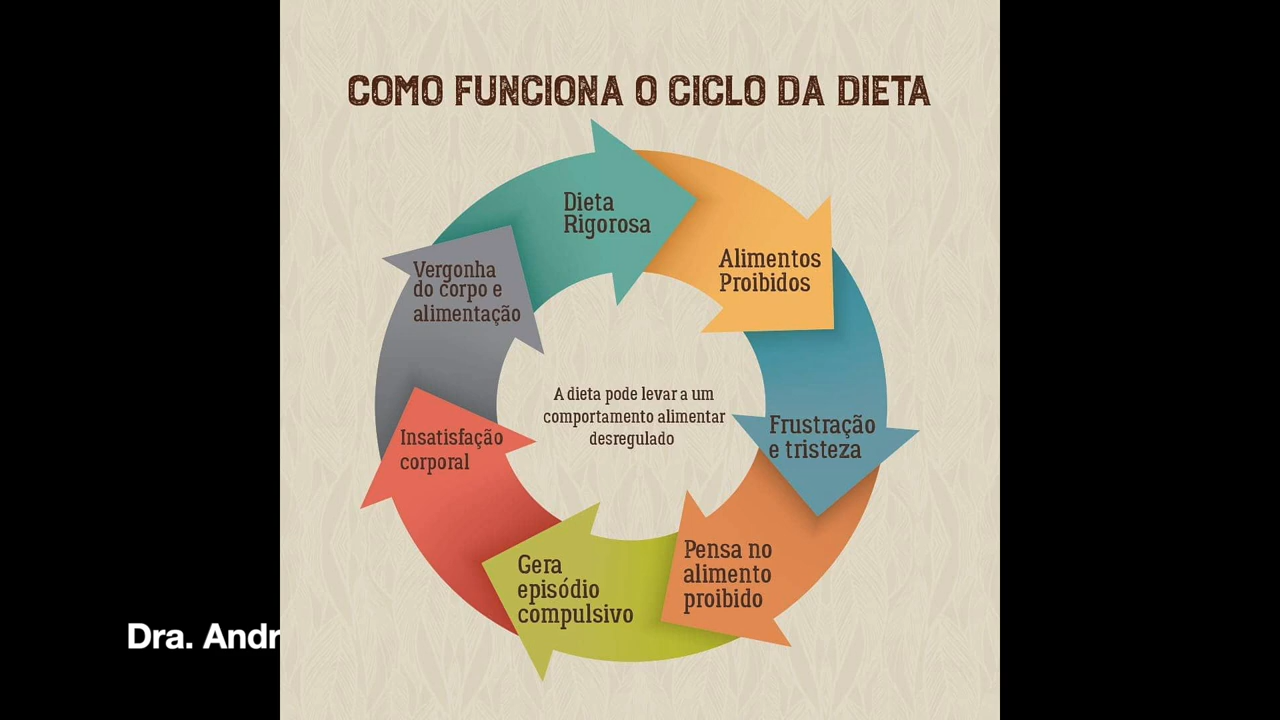 COMO FUNCIONA O CICLO DA DIETA
Dieta
Rigorosa
Alimentos
Proibidos
Frustração
e tristeza
Pensa no
alimento
proibido
Gera
episódio
compulsivo
Insatisfação
corporal
Vergonha
do corpo e
alimentação
A dieta pode levar a um
comportamento alimentar
desregulado
Dra. Andr